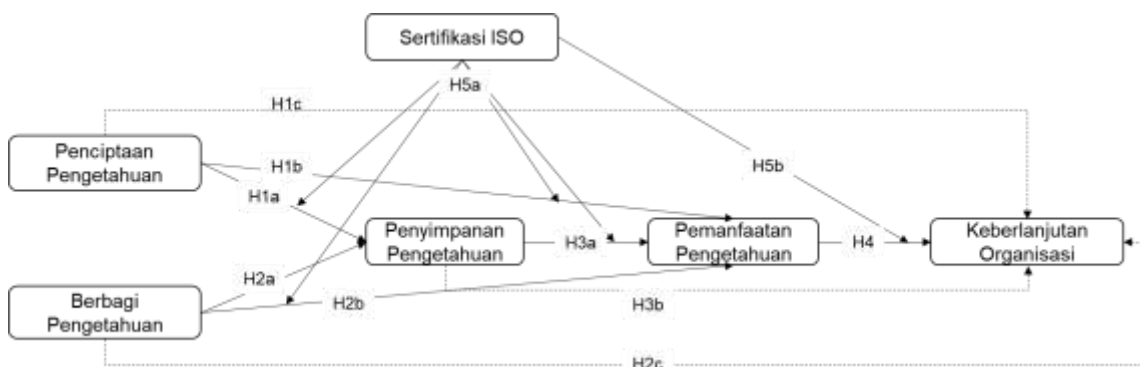 Sertifikasi ISO
H5a
H1c
Penciptaan
Pengetahuan
H1b
H1a
H5b
Penyimpanan
Pengetahuan
H3a
Pemanfaatan
Pengetahuan
H4
Keberlanjutan
Organisasi
H2a
Berbagi
Pengetahuan
H2b
H3b
H2c